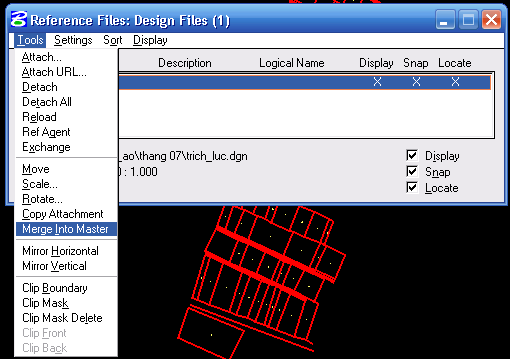 Reference Files: Design Files (1)
Tools Settings Sort Display
Attach...
Attach URL...
Detach
Detach All
Reload
Ref Agent
Exchange
Move
Scale...
Rotate...
Copy Attachment
Merge Into Master
Mirror Horizontal
Mirror Vertical
Clip Boundary
Clip Mask
Clip Mask Delete
Clip Front
Clip Back
Description Logical Name Display Snap Locate
X X X
_ao\thang 07\trich_luc.dgn
: 1.000
Display
Snap
Locate